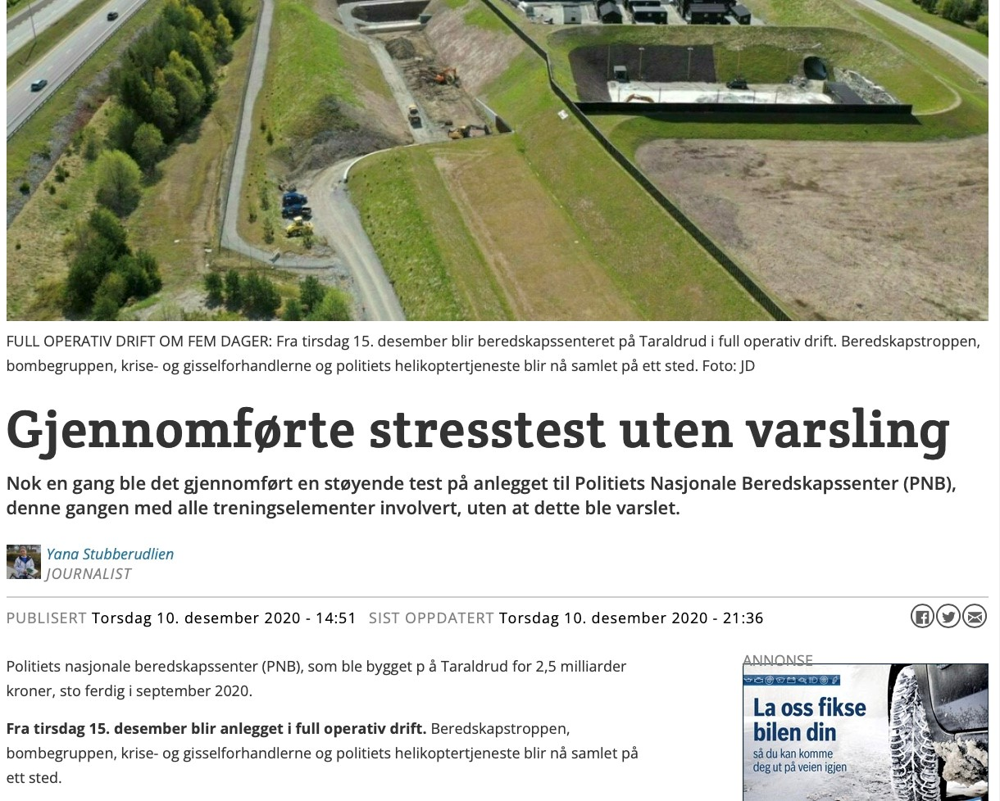 FULL OPERATIV DRIFT OM FEM DAGER: Fra tirsdag 15. desember blir beredskapssenteret på Taraldrud i full operativ drift. Beredskapstroppen,
bombegruppen, krise- og gisselforhandlerne og politiets helikoptertjeneste blir nå samlet på ett sted. Foto: JD
Gjennomførte stresstest uten varsling
Nok en gang ble det gjennomført en støyende test på anlegget til Politiets Nasjonale Beredskapssenter (PNB),
denne gangen med alle treningselementer involvert, uten at dette ble varslet.
Yana Stubberudlien
JOURNALIST
PUBLISERT Torsdag 10. desember 2020 - 14:51 SIST OPPDATERT Torsdag 10. desember 2020 - 21:36
Politiets nasjonale beredskapssenter (PNB), som ble bygget p å Taraldrud for 2,5 milliarder
kroner, sto ferdig i september 2020.
Fra tirsdag 15. desember blir anlegget i full operativ drift. Beredskapstroppen,
bombegruppen, krise- og gisselforhandlerne og politiets helikoptertjeneste blir nå samlet på
ett sted.
ANNONSE
La oss fikse
bilen din
så du kan komme
deg ut på veien igjen